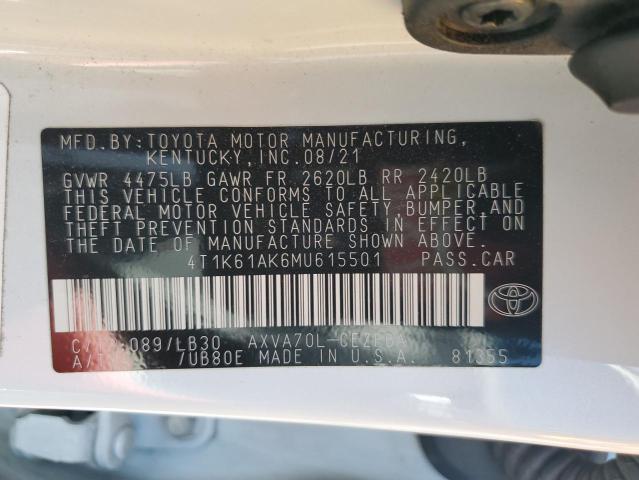 MFD.BY:TOYOTA MOTOR MANUFACTURING,
KENTUCKY,INC.08/21
GVWR 4475LB GAWR FR 2620LB RR 2420LB
THIS VEHICLE CONFORMS TO ALL APPLICABLE
FEDERAL MOTOR VEHICLE SAFETY,BUMPER,AND
THEFT PREVENTION STANDARDS IN EFFECT ON
THE DATE OF MANUFACTURE SHOWN ABOVE.
4T1K61AK6MU615501 PASS.CAR
089/LB30 AXVA70L-CEZPBA
/UB80E MADE IN U.S.A. 81355